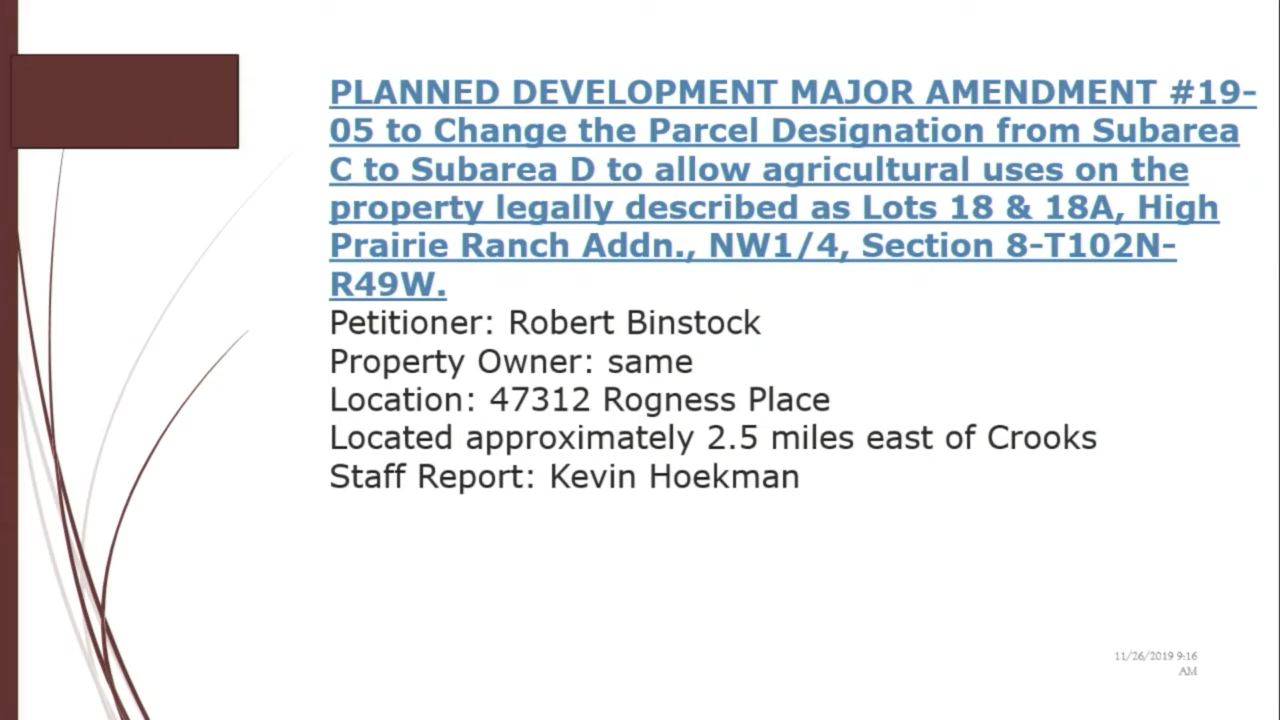 PLANNED DEVELOPMENT MAJOR AMENDMENT #19-
05 to Change the Parcel Designation from Subarea
C to Subarea D to allow agricultural uses on the
property legally described as Lots 18 & 18A, High
Prairie Ranch Addn., NW1/4, Section 8-T102N-
R49W.
Petitioner: Robert Binstock
Property Owner: same
Location: 47312 Rogness Place
Located approximately 2.5 miles east of Crooks
Staff Report: Kevin Hoekman
11/26/2019 9:16
AM